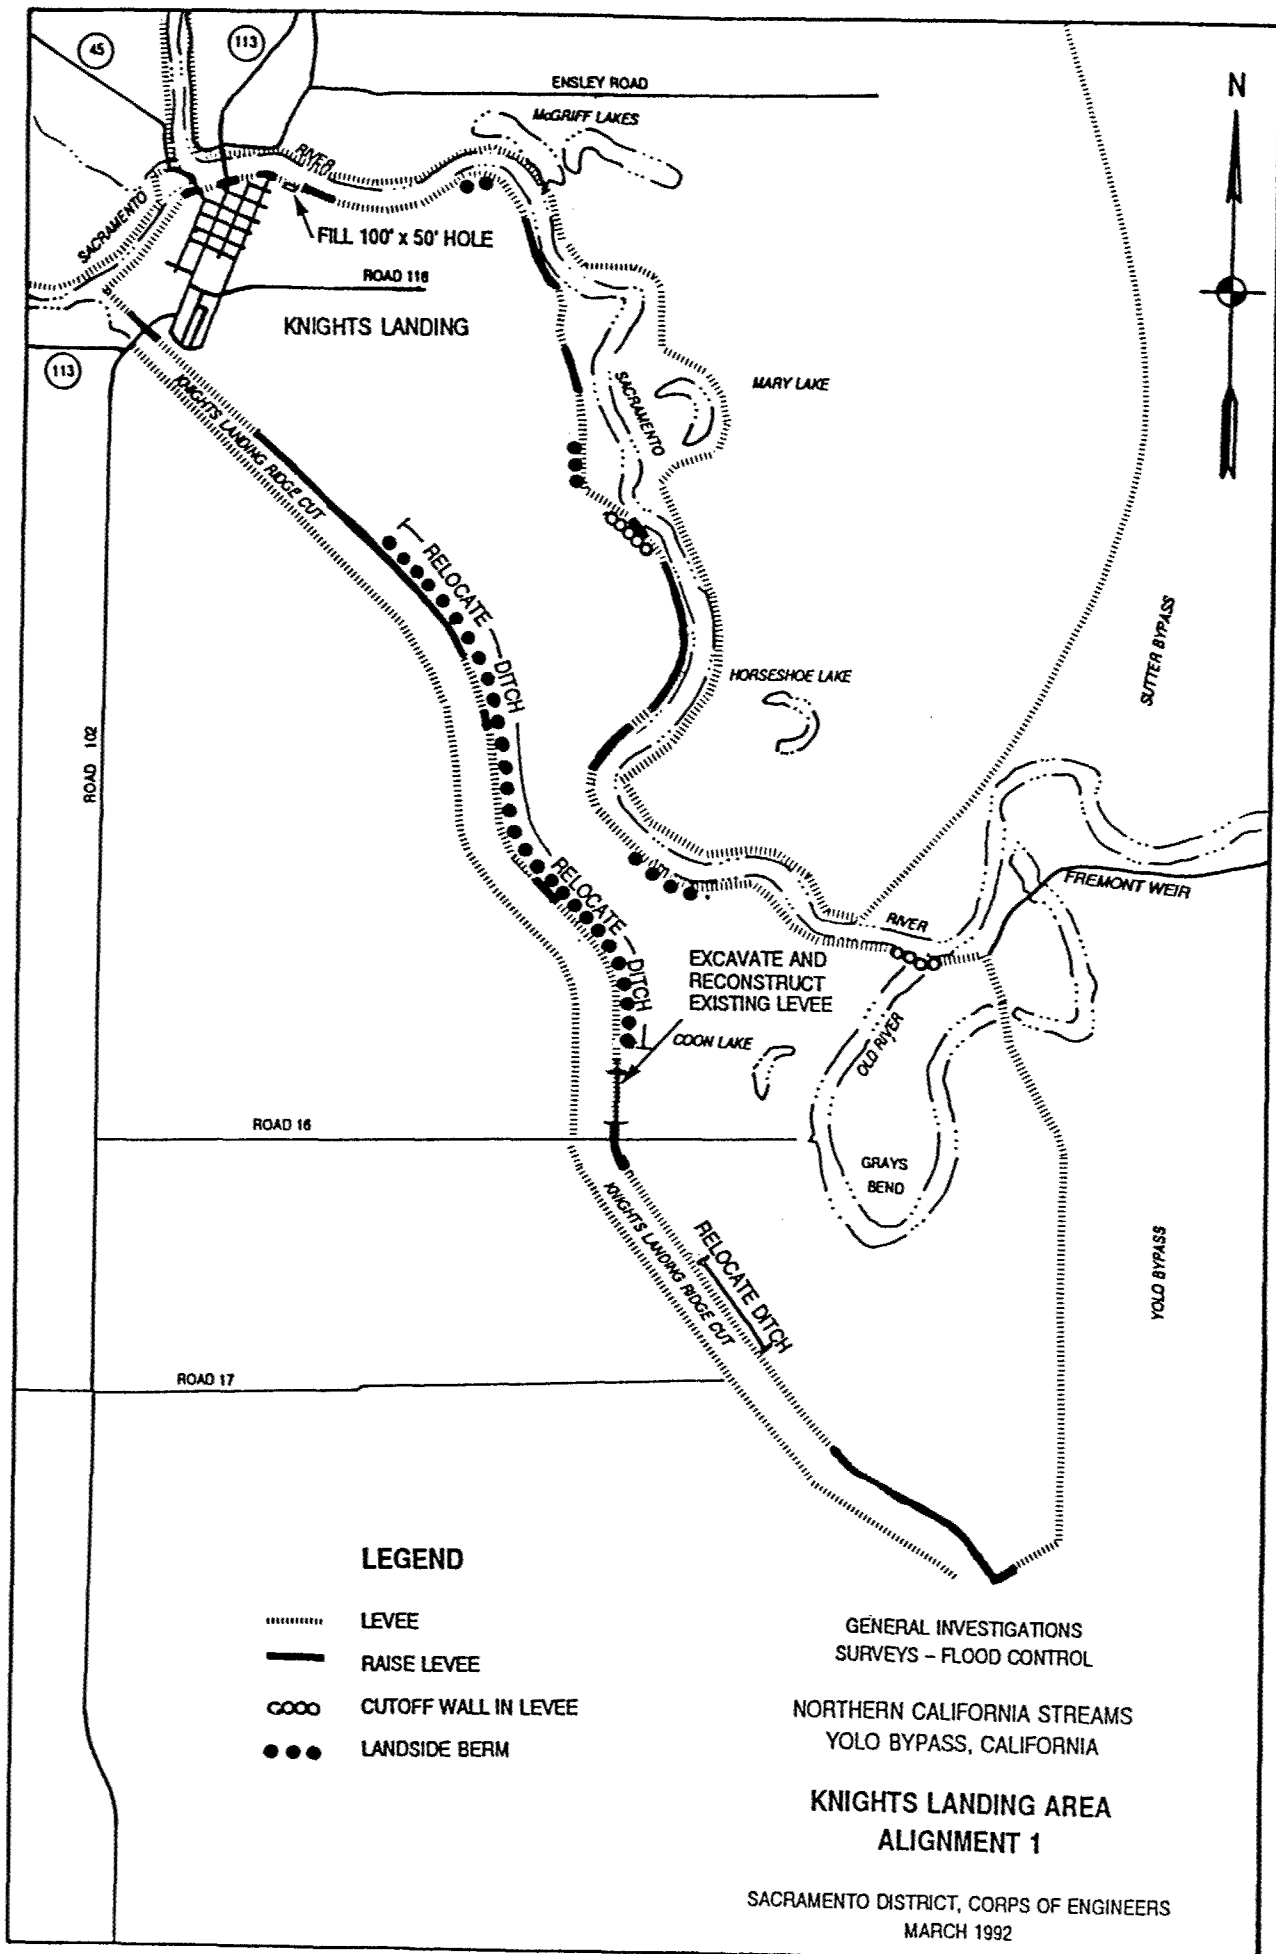 45
113
ENSLEY ROAD
N
McGRIFF LAKES
RIVER
SACRAMENTO
FILL 100' x 50' HOLE
ROAD 116
KNIGHTS LANDING
113
KNIGHTS LANDING RIDGE CUT
SACRAMENTO
MARY LAKE
RELOCATE
DITCH
HORSESHOE LAKE
SUTTER BYPASS
ROAD 102
RELOCATE
DITCH
FREMONT WEIR
RIVER
EXCAVATE AND
RECONSTRUCT
EXISTING LEVEE
COON LAKE
OLD RIVER
ROAD 16
GRAYS
BEND
KNIGHTS LANDING RIDGE CUT
RELOCATE DITCH
YOLO BYPASS
ROAD 17
LEGEND
LEVEE
RAISE LEVEE
CUTOFF WALL IN LEVEE
LANDSIDE BERM
GENERAL INVESTIGATIONS
SURVEYS – FLOOD CONTROL
NORTHERN CALIFORNIA STREAMS
YOLO BYPASS, CALIFORNIA
KNIGHTS LANDING AREA
ALIGNMENT 1
SACRAMENTO DISTRICT, CORPS OF ENGINEERS
MARCH 1992